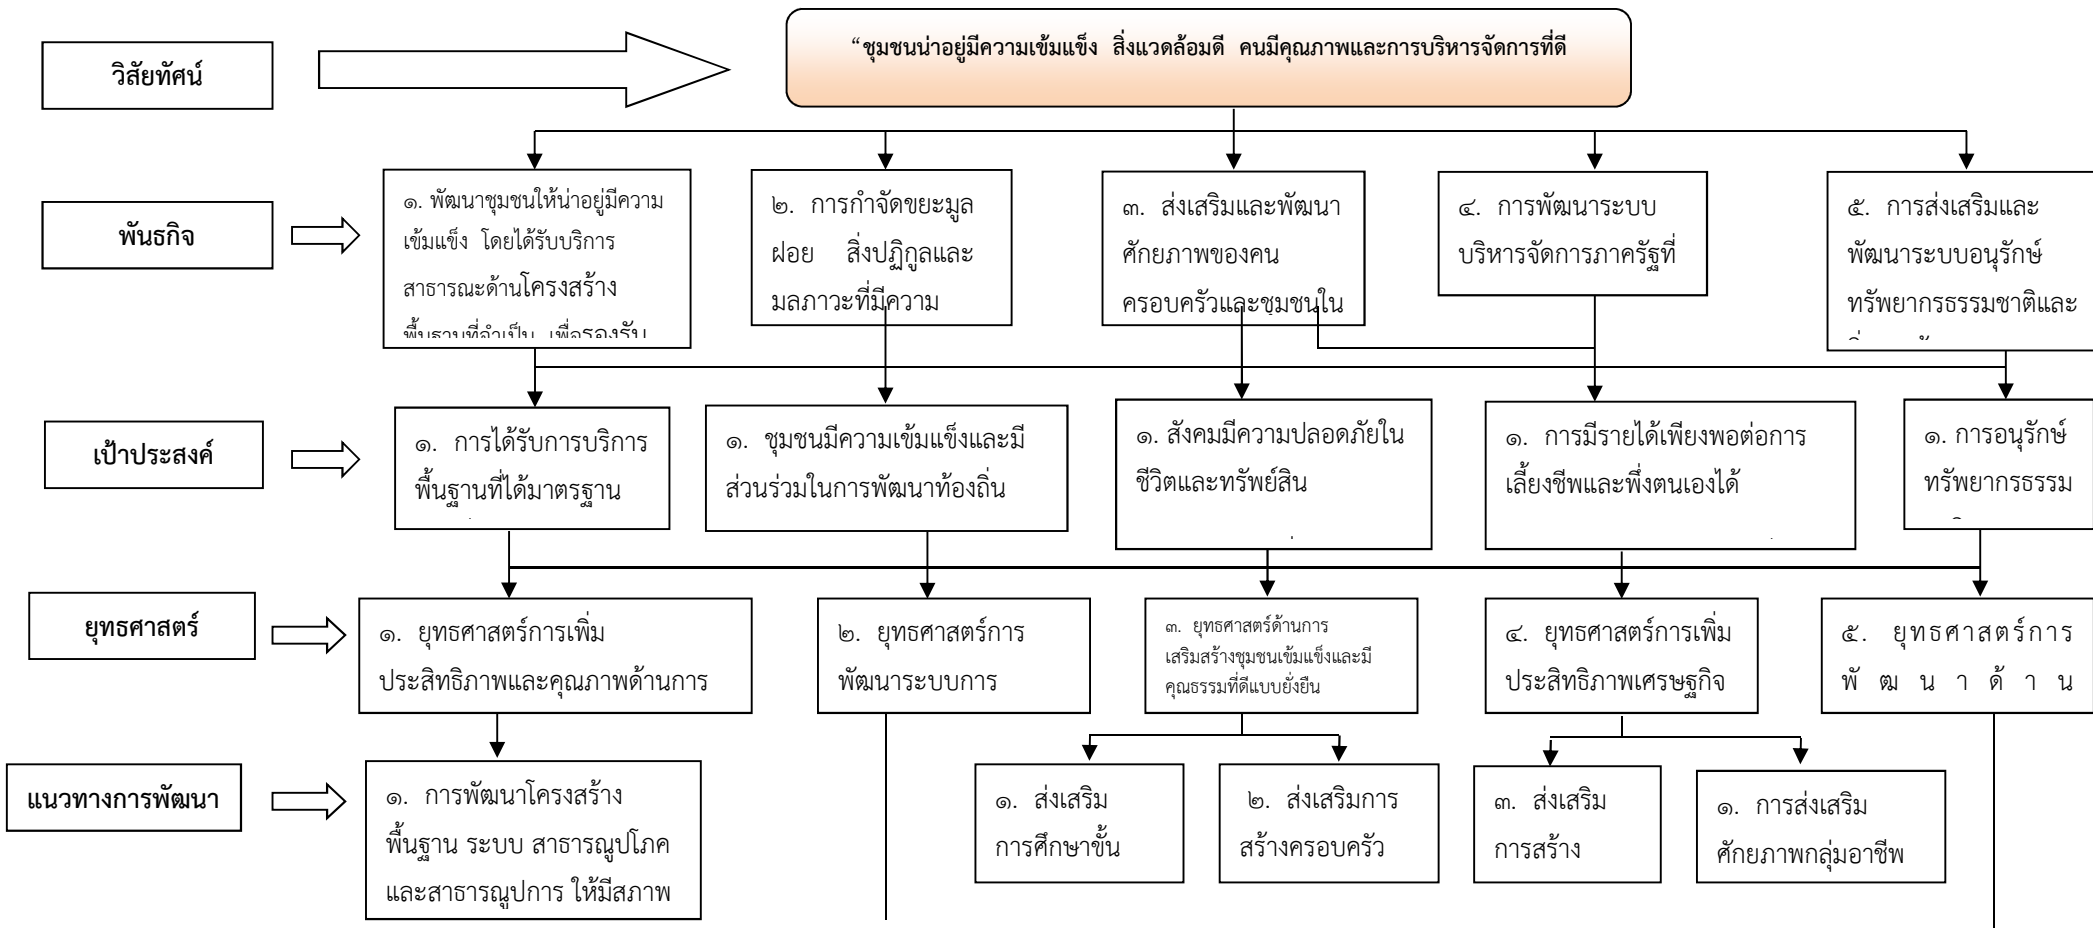 วิสัยทัศน์
“ชุมชนน่าอยู่มีความเข้มแข็ง สิ่งแวดล้อมดี คนมีคุณภาพและการบริหารจัดการที่ดี
พันธกิจ
๑. พัฒนาชุมชนให้น่าอยู่มีความ
เข้มแข็ง โดยได้รับบริการ
สาธารณะด้านโครงสร้าง
พื้นฐานที่จำเป็น เพื่อรองรับ
๒. การกำจัดขยะมูล
ฝอย สิ่งปฏิกูลและ
มลภาวะที่มีความ
๓. ส่งเสริมและพัฒนา
ศักยภาพของคน
ครอบครัวและชุมชนใน
๔. การพัฒนาระบบ
บริหารจัดการภาครัฐที่
๕. การส่งเสริมและ
พัฒนาระบบอนุรักษ์
ทรัพยากรธรรมชาติและ
เป้าประสงค์
๑. การได้รับการบริการ
พื้นฐานที่ได้มาตรฐาน
๑. ชุมชนมีความเข้มแข็งและมี
ส่วนร่วมในการพัฒนาท้องถิ่น
๑. สังคมมีความปลอดภัยใน
ชีวิตและทรัพย์สิน
๑. การมีรายได้เพียงพอต่อการ
เลี้ยงชีพและพึ่งตนเองได้
๑. การอนุรักษ์
ทรัพยากรธรรม
ยุทธศาสตร์
๑. ยุทธศาสตร์การเพิ่ม
ประสิทธิภาพและคุณภาพด้านการ
๒. ยุทธศาสตร์การ
พัฒนาระบบการ
๓. ยุทธศาสตร์ด้านการ
เสริมสร้างชุมชนเข้มแข็งและมี
คุณธรรมที่ดีแบบยั่งยืน
๔. ยุทธศาสตร์การเพิ่ม
ประสิทธิภาพเศรษฐกิจ
๕. ยุทธศาสตร์การ
พั ฒ น า ด้ า น
แนวทางการพัฒนา
๑. การพัฒนาโครงสร้าง
พื้นฐาน ระบบ สาธารณูปโภค
และสาธารณูปการ ให้มีสภาพ
๑. ส่งเสริม
การศึกษาขั้น
๒. ส่งเสริมการ
สร้างครอบครัว
๓. ส่งเสริม
การสร้าง
๑. การส่งเสริม
ศักยภาพกลุ่มอาชีพ